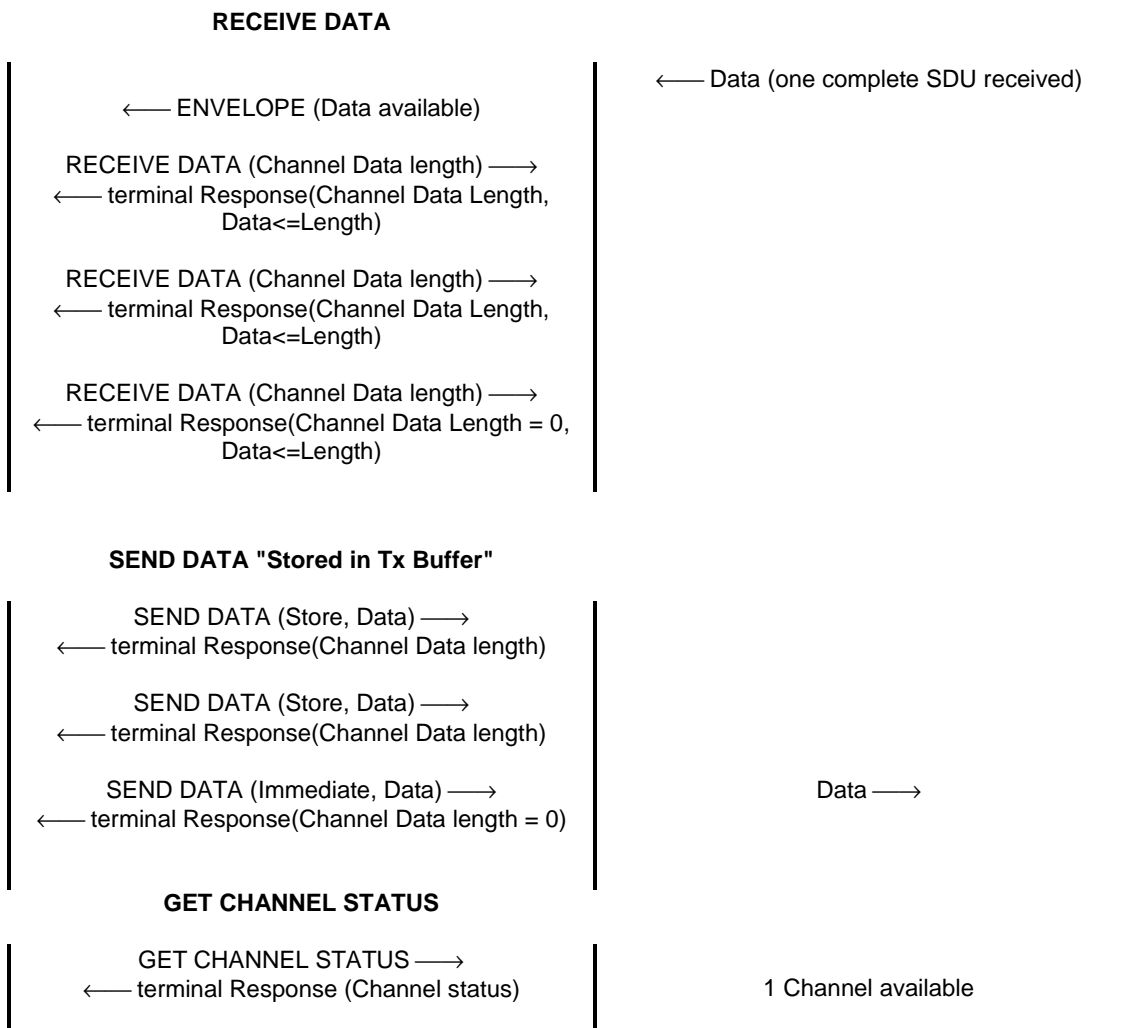 RECEIVE DATA
←── Data (one complete SDU received)
←── ENVELOPE (Data available)
RECEIVE DATA (Channel Data length) ──→
←── terminal Response(Channel Data Length,
Data<=Length)
RECEIVE DATA (Channel Data length) ──→
←── terminal Response(Channel Data Length,
Data<=Length)
RECEIVE DATA (Channel Data length) ──→
←── terminal Response(Channel Data Length = 0,
Data<=Length)
SEND DATA "Stored in Tx Buffer"
SEND DATA (Store, Data) ──→
←── terminal Response(Channel Data length)
SEND DATA (Store, Data) ──→
←── terminal Response(Channel Data length)
SEND DATA (Immediate, Data) ──→
Data ──→
←── terminal Response(Channel Data length = 0)
GET CHANNEL STATUS
GET CHANNEL STATUS ──→
←── terminal Response (Channel status)
1 Channel available